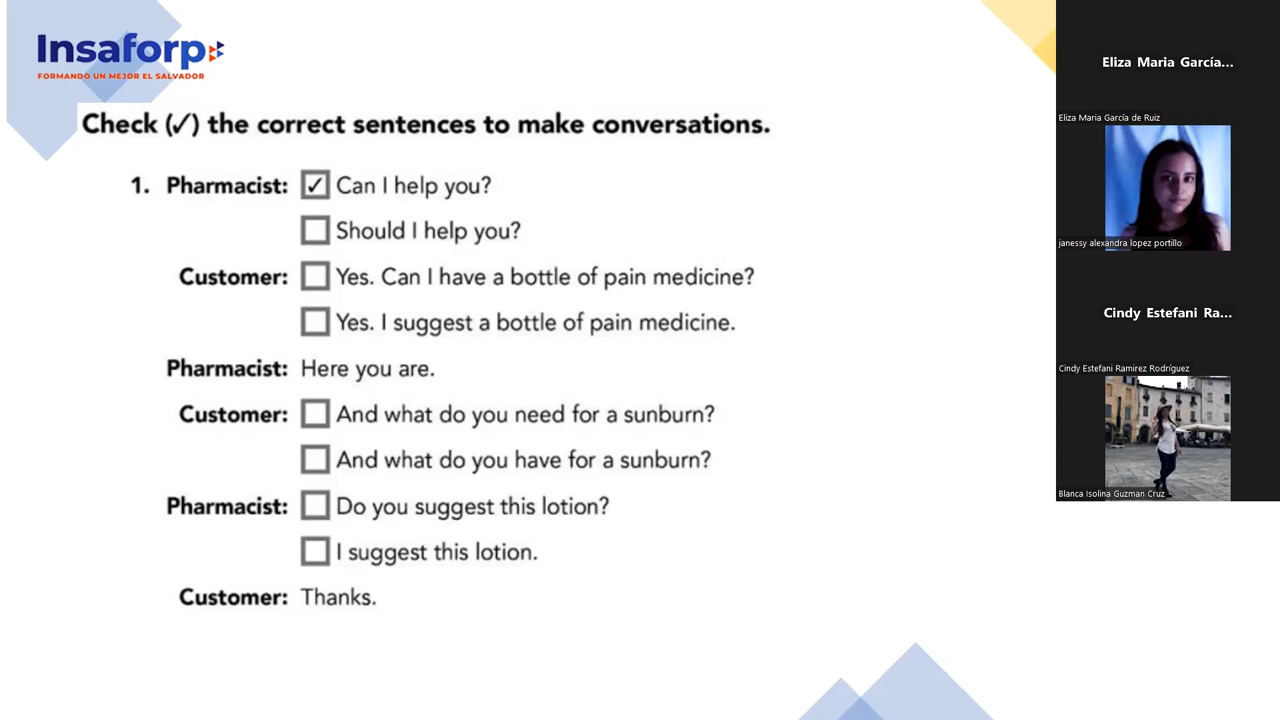 Insaforp
FORMANDO UN MEJOR EL SALVADOR
Check (✓) the correct sentences to make conversations.
1. Pharmacist: ✓ Can I help you?
Should I help you?
Customer: Yes. Can I have a bottle of pain medicine?
Yes. I suggest a bottle of pain medicine.
Pharmacist: Here you are.
Customer: And what do you need for a sunburn?
And what do you have for a sunburn?
Pharmacist: Do you suggest this lotion?
I suggest this lotion.
Customer: Thanks.
Eliza Maria García...
Eliza Maria García de Ruiz
janessy alexandra lopez portillo
Cindy Estefani Ra...
Cindy Estefani Ramirez Rodríguez
Blanca Isolina Guzman Cruz